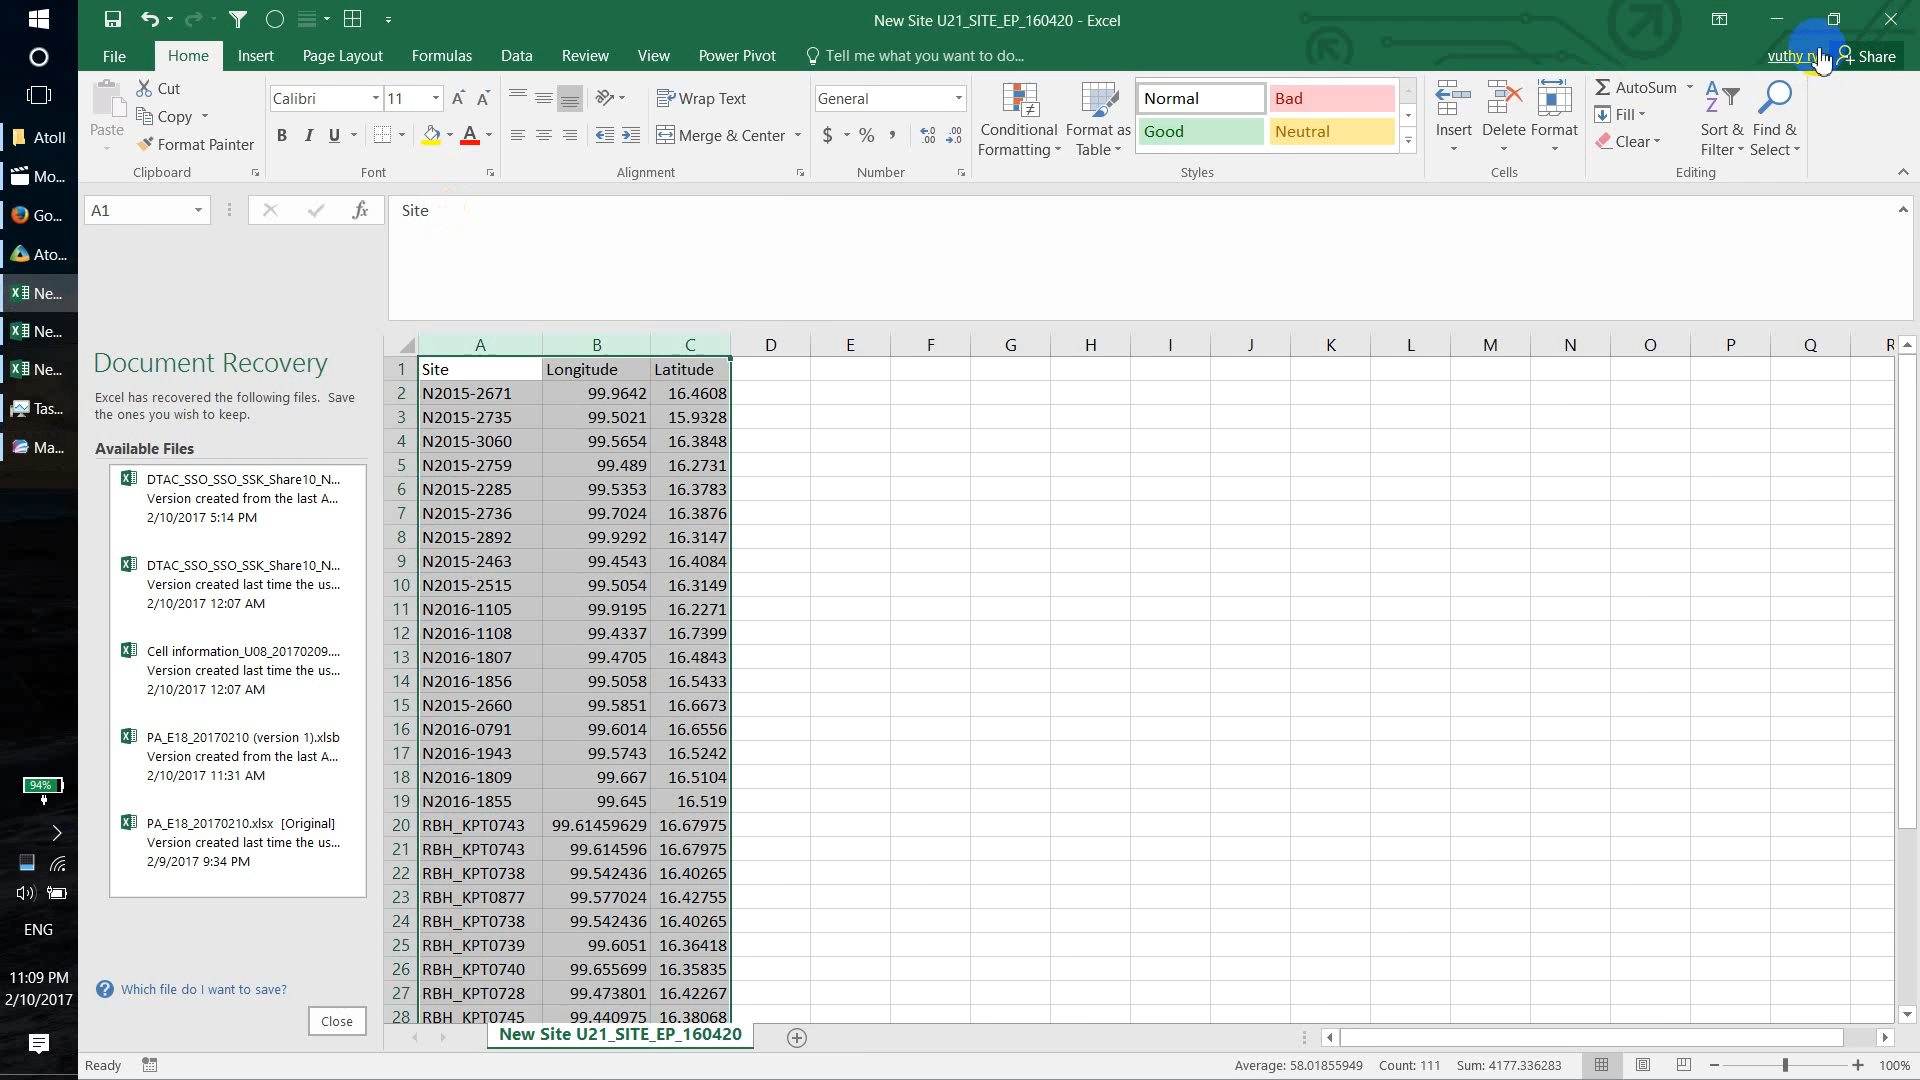 New Site U21_SITE_EP_160420 - Excel
File Home Insert Page Layout Formulas Data Review View Power Pivot Tell me what you want to do...
Share
Atoll
Mo...
Go...
Ato...
Ne...
Ne...
Ne...
Tas...
Ma...
94%
ENG
11:09 PM
2/10/2017
Paste
Cut
Copy
Format Painter
Clipboard
Calibri 11
B I U
Font
Wrap Text
Merge & Center
Alignment
General
$ % ,
Number
Conditional Formatting
Format as Table
Normal Bad
Good Neutral
Styles
Insert Delete Format
Cells
AutoSum
Fill
Clear
Sort & Filter
Find & Select
Editing
A1
fx
Site
Document Recovery
Excel has recovered the following files. Save
the ones you wish to keep.
Available Files
DTAC_SSO_SSO_SSK_Share10_N...
Version created from the last A...
2/10/2017 5:14 PM
DTAC_SSO_SSO_SSK_Share10_N...
Version created last time the us...
2/10/2017 12:07 AM
Cell information_U08_20170209....
Version created last time the us...
2/10/2017 12:07 AM
PA_E18_20170210 (version 1).xlsb
Version created from the last A...
2/10/2017 11:31 AM
PA_E18_20170210.xlsx [Original]
Version created last time the us...
2/9/2017 9:34 PM
Which file do I want to save?
Close
A B C D E F G H I J K L M N O P Q R
1 Site Longitude Latitude
2 N2015-2671 99.9642 16.4608
3 N2015-2735 99.5021 15.9328
4 N2015-3060 99.5654 16.3848
5 N2015-2759 99.489 16.2731
6 N2015-2285 99.5353 16.3783
7 N2015-2736 99.7024 16.3876
8 N2015-2892 99.9292 16.3147
9 N2015-2463 99.4543 16.4084
10 N2015-2515 99.5054 16.3149
11 N2016-1105 99.9195 16.2271
12 N2016-1108 99.4337 16.7399
13 N2016-1807 99.4705 16.4843
14 N2016-1856 99.5058 16.5433
15 N2015-2660 99.5851 16.6673
16 N2016-0791 99.6014 16.6556
17 N2016-1943 99.5743 16.5242
18 N2016-1809 99.667 16.5104
19 N2016-1855 99.645 16.519
20 RBH_KPT0743 99.61459629 16.67975
21 RBH_KPT0743 99.614596 16.67975
22 RBH_KPT0738 99.542436 16.40265
23 RBH_KPT0877 99.577024 16.42755
24 RBH_KPT0738 99.542436 16.40265
25 RBH_KPT0739 99.6051 16.36418
26 RBH_KPT0740 99.655699 16.35835
27 RBH_KPT0728 99.473801 16.42267
28 RBH_KPT0745 99.440975 16.38068
New Site U21_SITE_EP_160420
Ready
Average: 58.01855949 Count: 111 Sum: 4177.336283
100%